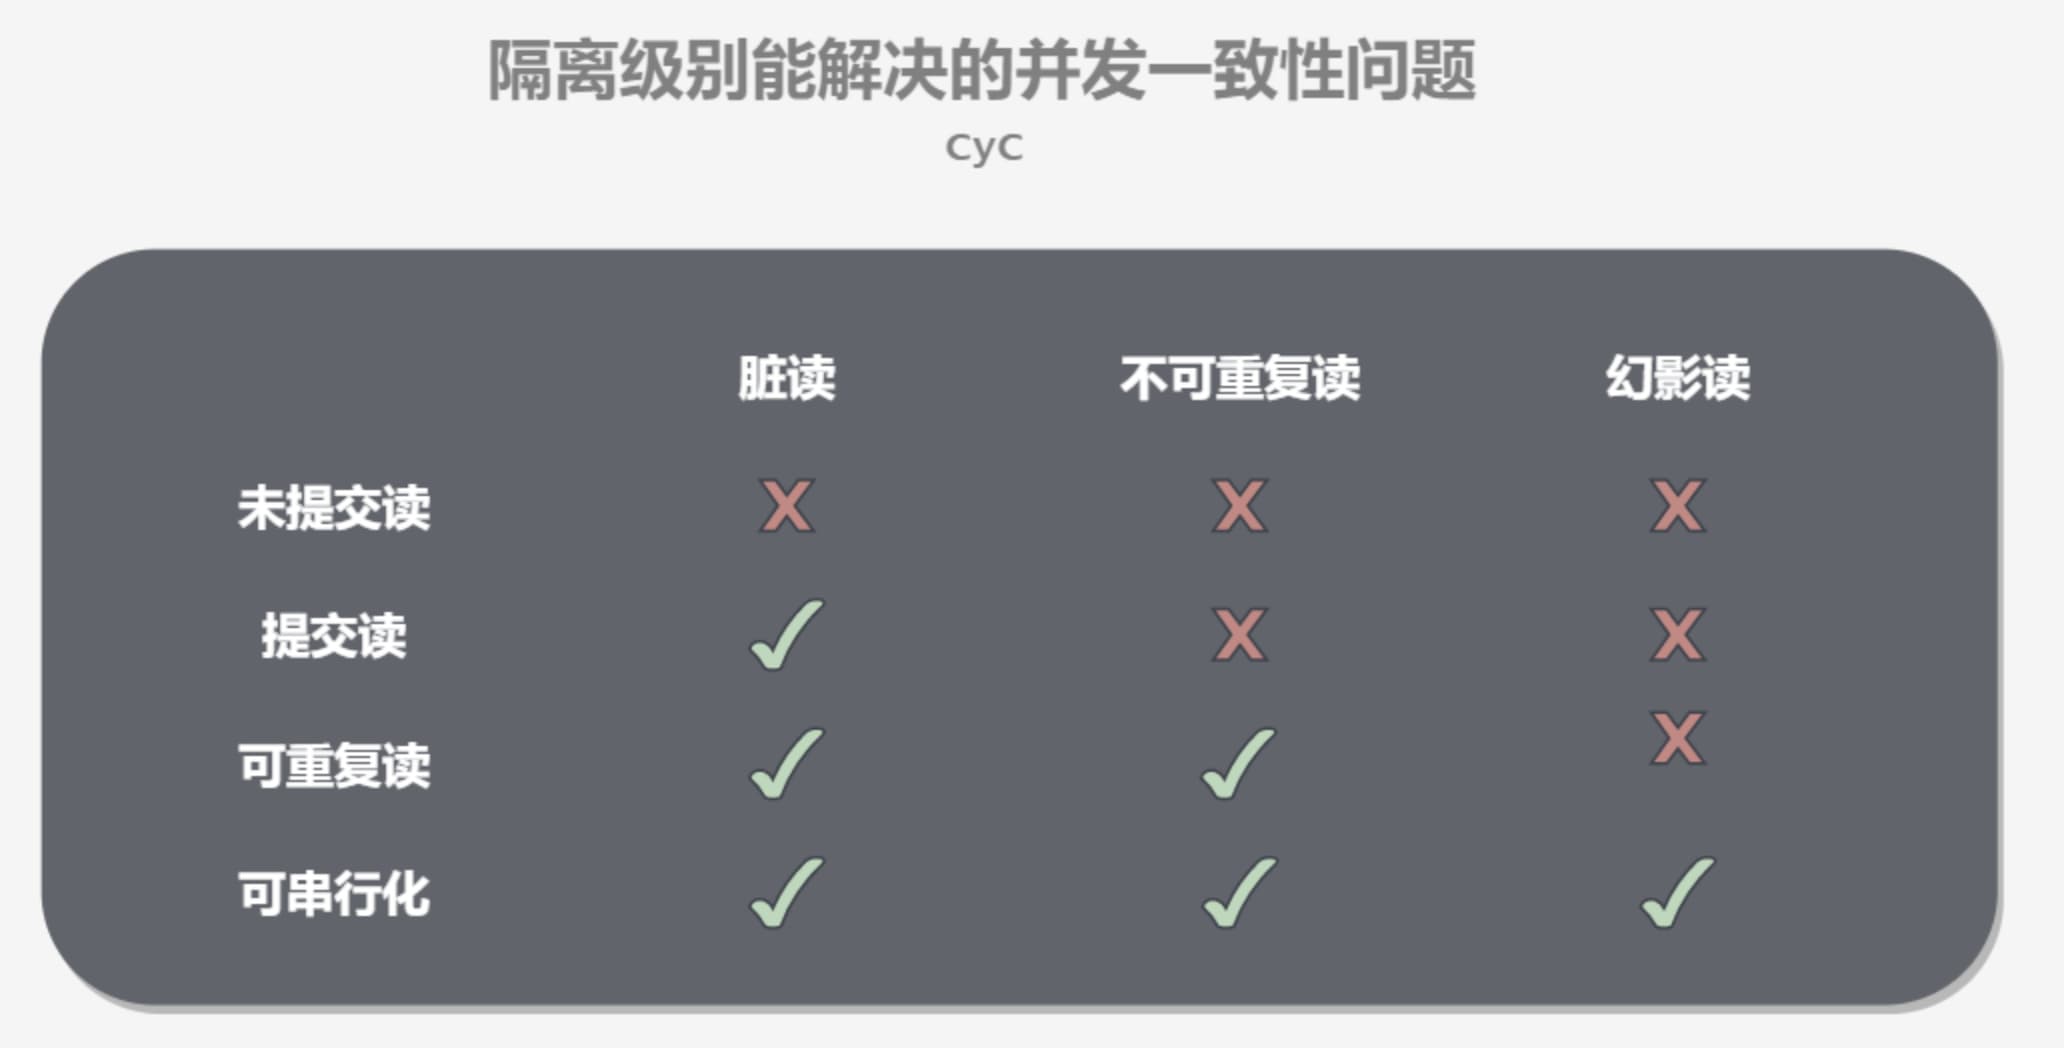 隔离级别能解决的并发一致性问题
CyC
脏读 不可重复读 幻影读
未提交读 X X X
提交读 ✓ X X
可重复读 ✓ ✓ X
可串行化 ✓ ✓ ✓